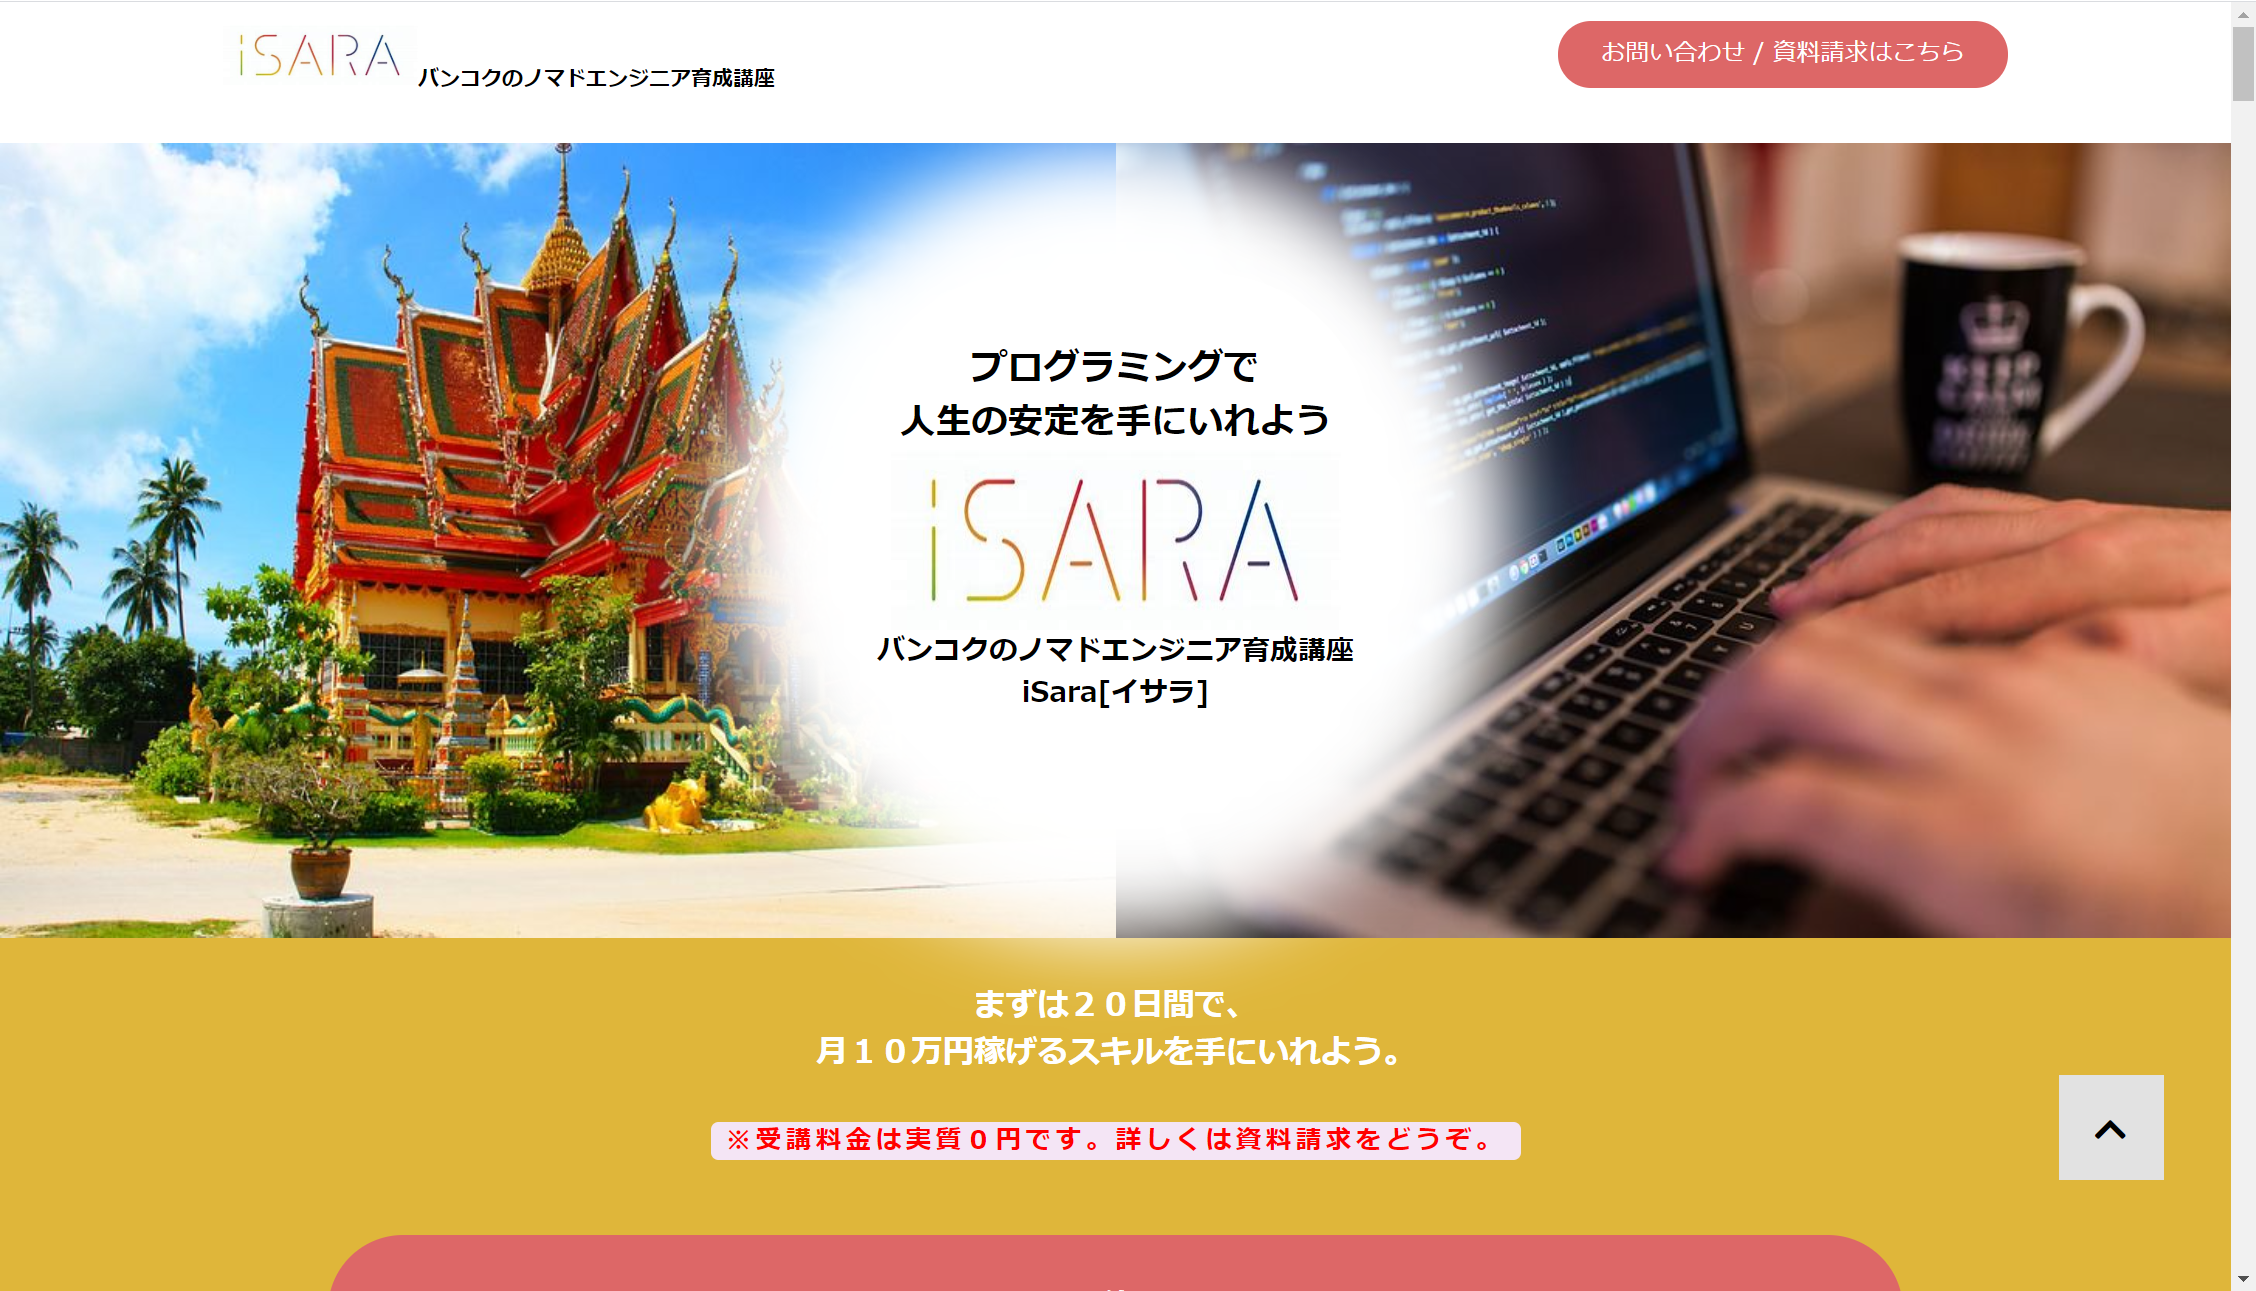 iSARA
バンコクのノマドエンジニア育成講座
お問い合わせ / 資料請求はこちら
プログラミングで
人生の安定を手にいれよう
iSARA
バンコクのノマドエンジニア育成講座
iSara[イサラ]
KEEP
CALM
まずは２０日間で、
月１０万円稼げるスキルを手にいれよう。
※受講料金は実質０円です。詳しくは資料請求をどうぞ。